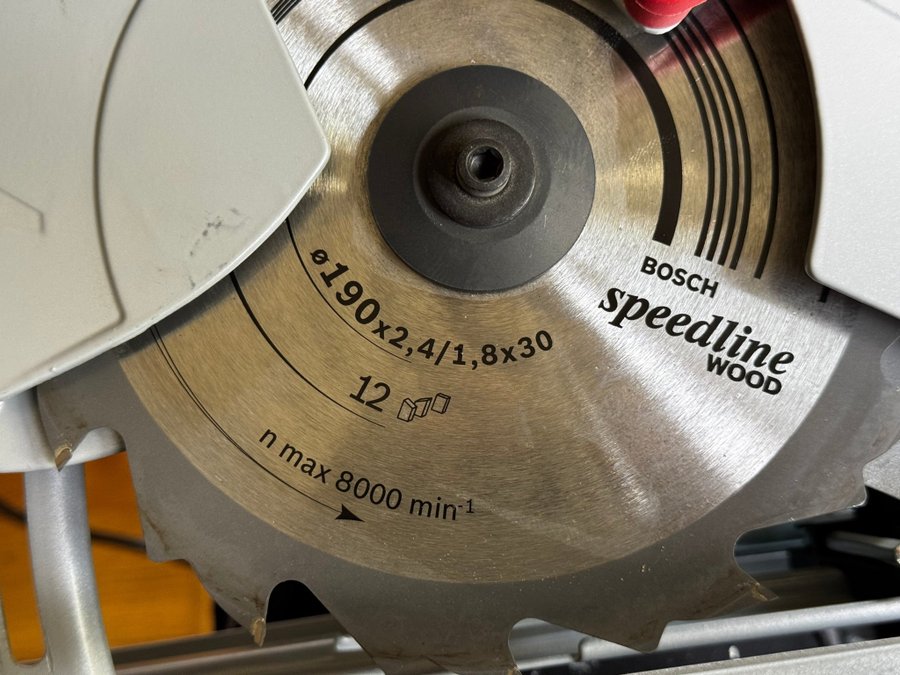 BOSCH
speedline
WOOD
ø190x2,4/1,8x30
12
n max 8000 min-1